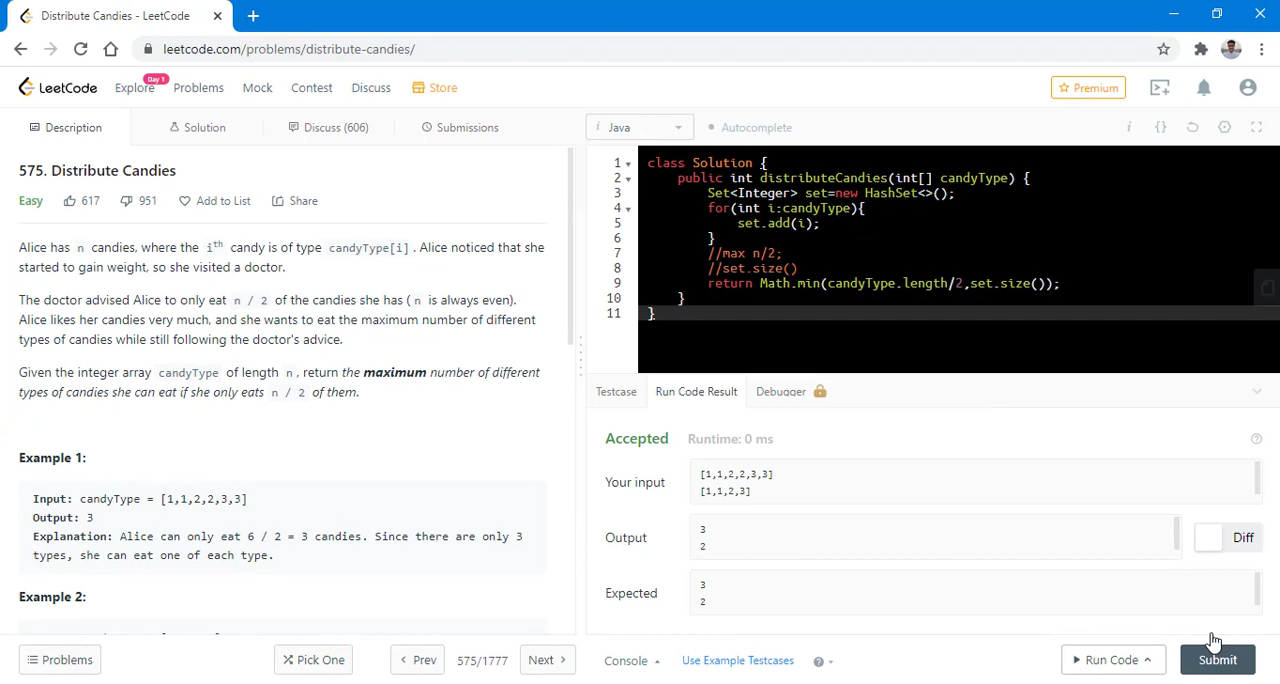 Distribute Candies - LeetCode
leetcode.com/problems/distribute-candies/
LeetCode Explore Day 1 Problems Mock Contest Discuss Store Premium
Description Solution Discuss (606) Submissions i Java Autocomplete
575. Distribute Candies
Easy 617 951 Add to List Share
Alice has n candies, where the ith candy is of type candyType[i]. Alice noticed that she
started to gain weight, so she visited a doctor.
The doctor advised Alice to only eat n / 2 of the candies she has ( n is always even).
Alice likes her candies very much, and she wants to eat the maximum number of different
types of candies while still following the doctor's advice.
Given the integer array candyType of length n, return the maximum number of different
types of candies she can eat if she only eats n / 2 of them.
Example 1:
Input: candyType = [1,1,2,2,3,3]
Output: 3
Explanation: Alice can only eat 6 / 2 = 3 candies. Since there are only 3
types, she can eat one of each type.
Example 2:
1 class Solution {
2 public int distributeCandies(int[] candyType) {
3 Set<Integer> set=new HashSet<>();
4 for(int i:candyType){
5 set.add(i);
6 }
7 //max n/2;
8 //set.size()
9 return Math.min(candyType.length/2,set.size());
10 }
11 }
Testcase Run Code Result Debugger
Accepted Runtime: 0 ms
Your input
[1,1,2,2,3,3]
[1,1,2,3]
Output
3
2
Diff
Expected
3
2
Problems Pick One < Prev 575/1777 Next > Console Use Example Testcases Run Code Submit